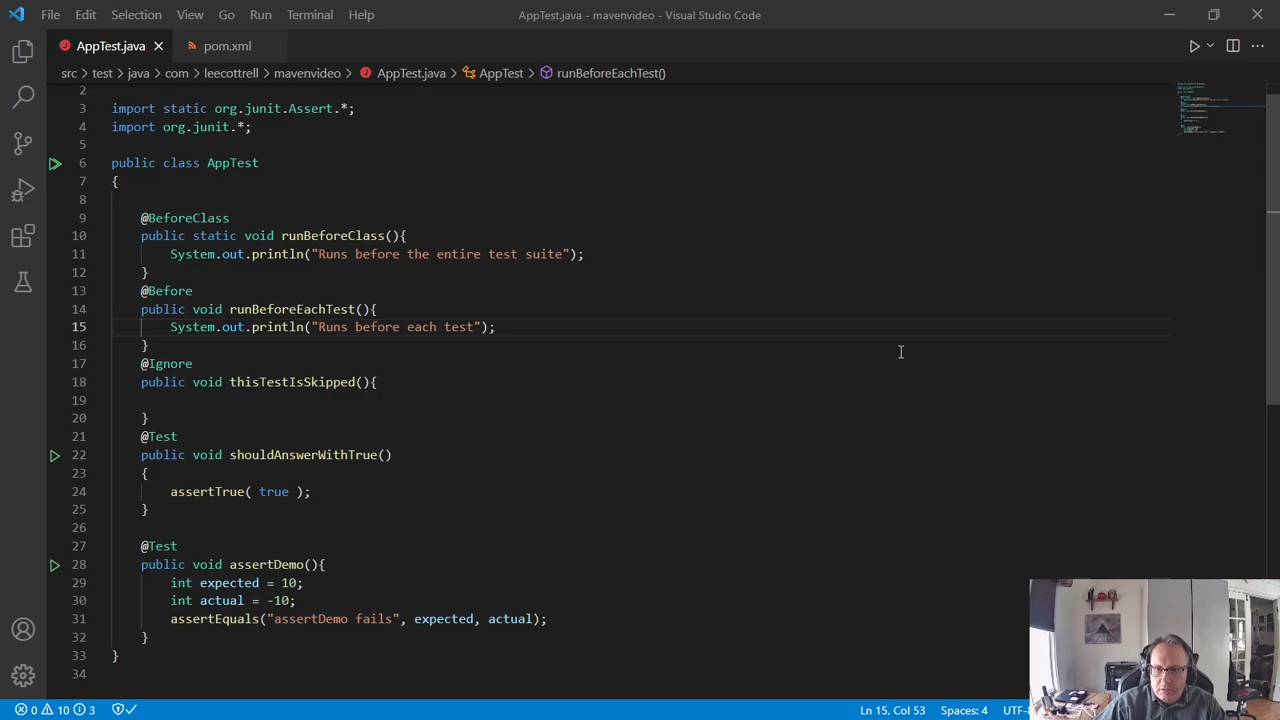 File Edit Selection View Go Run Terminal Help AppTest.java - mavenvideo - Visual Studio Code
AppTest.java pom.xml
src > test > java > com > leecottrell > mavenvideo > AppTest.java > AppTest > runBeforeEachTest()
2
3 import static org.junit.Assert.*;
4 import org.junit.*;
5
6 public class AppTest
7 {
8
9 @BeforeClass
10 public static void runBeforeClass(){
11 System.out.println("Runs before the entire test suite");
12 }
13 @Before
14 public void runBeforeEachTest(){
15 System.out.println("Runs before each test");
16 }
17 @Ignore
18 public void thisTestIsSkipped(){
19
20 }
21 @Test
22 public void shouldAnswerWithTrue()
23 {
24 assertTrue( true );
25 }
26
27 @Test
28 public void assertDemo(){
29 int expected = 10;
30 int actual = -10;
31 assertEquals("assertDemo fails", expected, actual);
32 }
33 }
34
0 10 3 Ln 15, Col 53 Spaces: 4